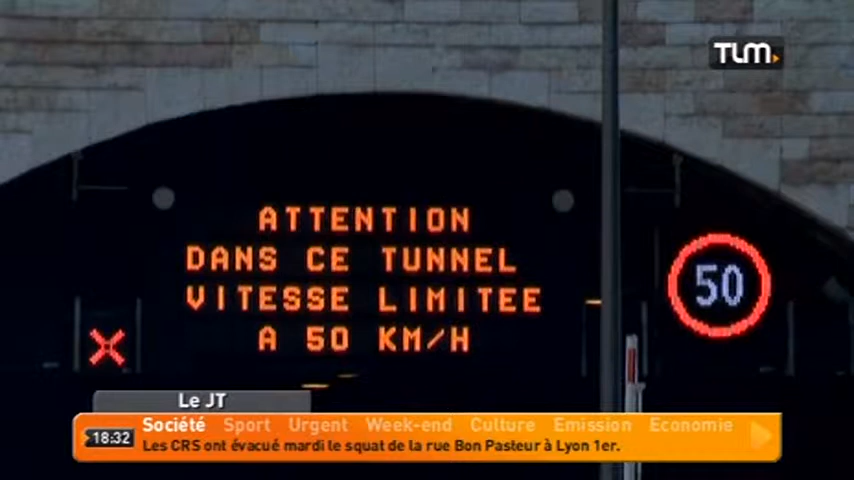 TLM
ATTENTION
DANS CE TUNNEL
VITESSE LIMITEE
A 50 KM/H
50
Le JT
18:32
Société Sport Urgent Week-end Culture Emission Economie
Les CRS ont évacué mardi le squat de la rue Bon Pasteur à Lyon 1er.